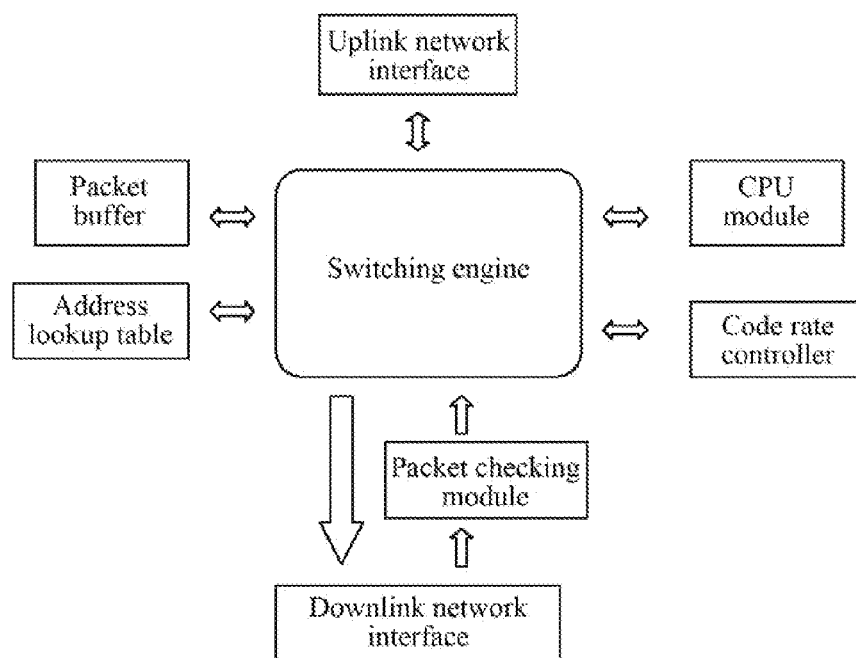 Uplink network
interface
Packet
buffer
CPU
module
Switching engine
Address
lookup table
Code rate
controller
Packet checking
module
Downlink network
interface